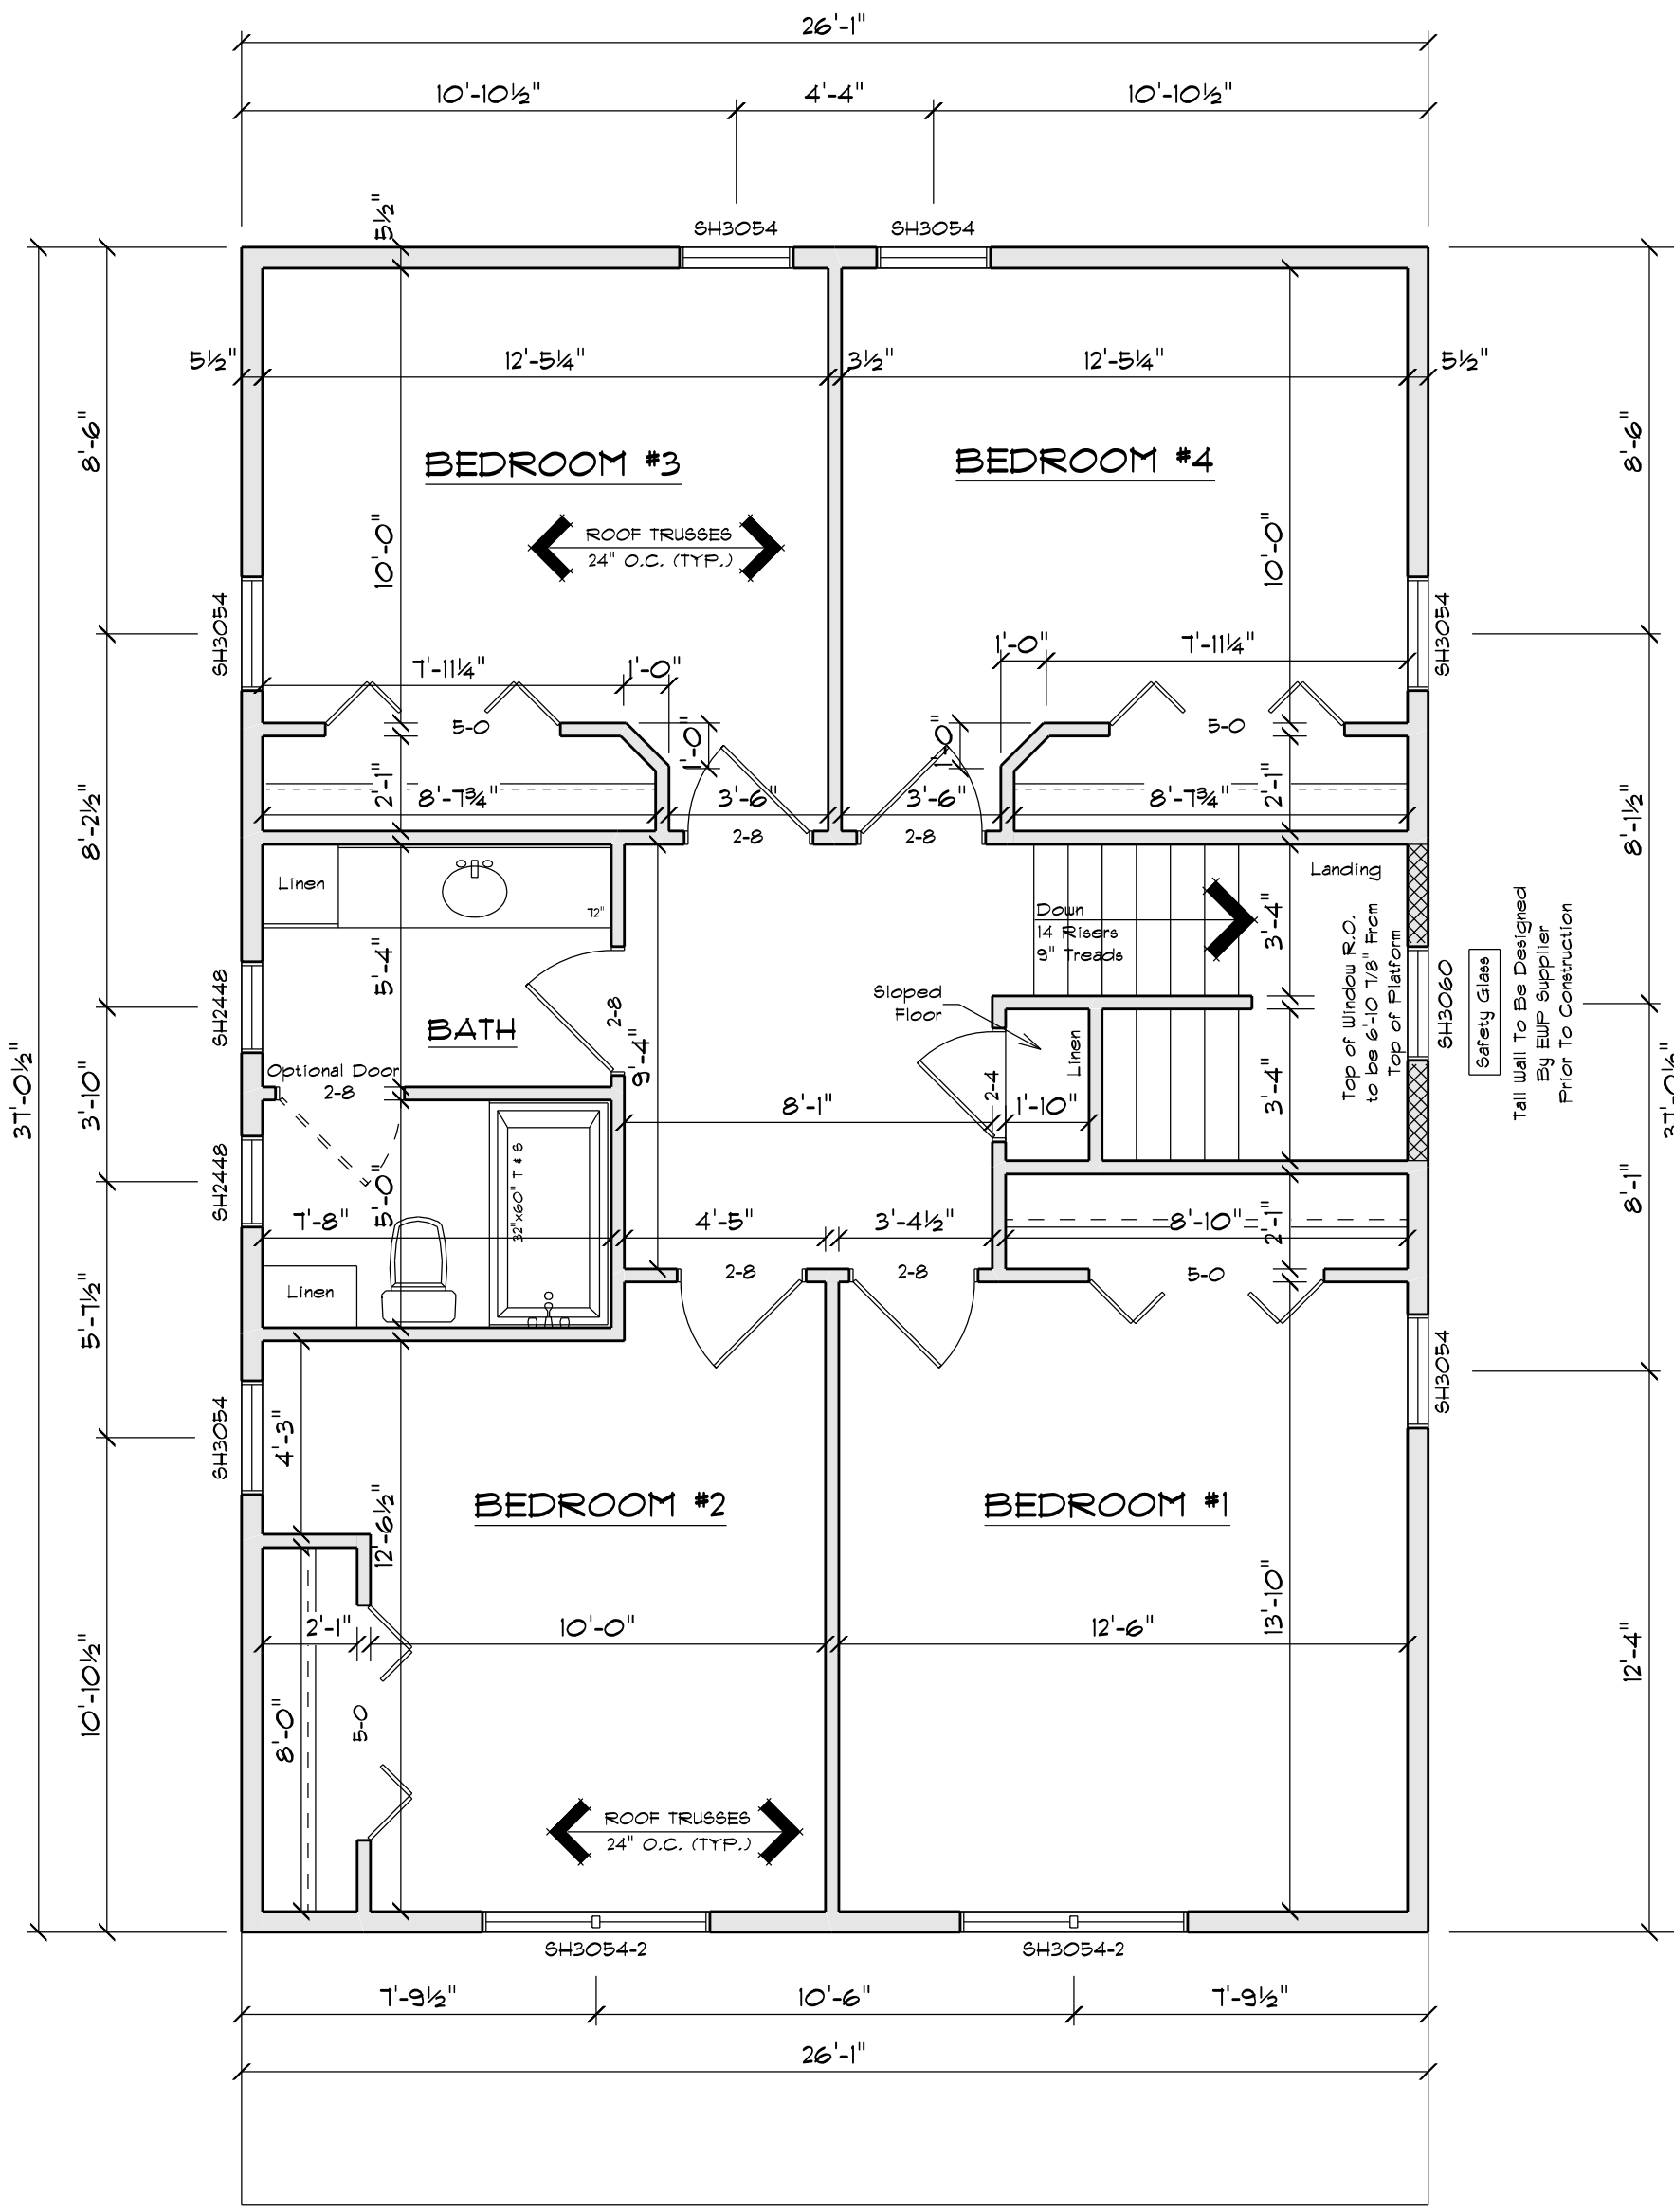 26'-1"
10'-10½"
4'-4"
10'-10½"
5½"
SH3054
SH3054
5½"
12'-5¼"
3½"
12'-5¼"
5½"
8'-6"
8'-6"
BEDROOM #3
BEDROOM #4
10'-0"
ROOF TRUSSES
24" O.C. (TYP.)
10'-0"
SH3054
SH3054
7'-11¼"
1'-0"
1'-0"
7'-11¼"
5-0
1'-0"
1'-0"
5-0
2'-1"
8'-7¾"
3'-6"
3'-6"
8'-7¾"
2'-1"
2-8
2-8
8'-2½"
8'-1½"
Linen
72"
Landing
Down
14 Risers
9" Treads
3'-4"
5'-4"
Top of Window R.O.
to be 6'-10 7/8" From
Top of Platform
SH3060
Safety Glass
Tall Wall To Be Designed
By EWP Supplier
Prior To Construction
SH2448
BATH
2-8
9'-4"
Sloped
Floor
Linen
2-4
Optional Door
2-8
37'-0½"
3'-10"
8'-1"
1'-10"
3'-4"
37'-0½"
SH2448
32"x60" T & S
5'-0"
7'-8"
4'-5"
3'-4½"
8'-10"
2'-1"
8'-1"
Linen
2-8
2-8
5-0
5'-7½"
SH3054
SH3054
4'-3"
BEDROOM #2
BEDROOM #1
12'-6½"
13'-10"
2'-1"
10'-0"
12'-6"
10'-10½"
12'-4"
8'-0"
5-0
ROOF TRUSSES
24" O.C. (TYP.)
SH3054-2
SH3054-2
7'-9½"
10'-6"
7'-9½"
26'-1"